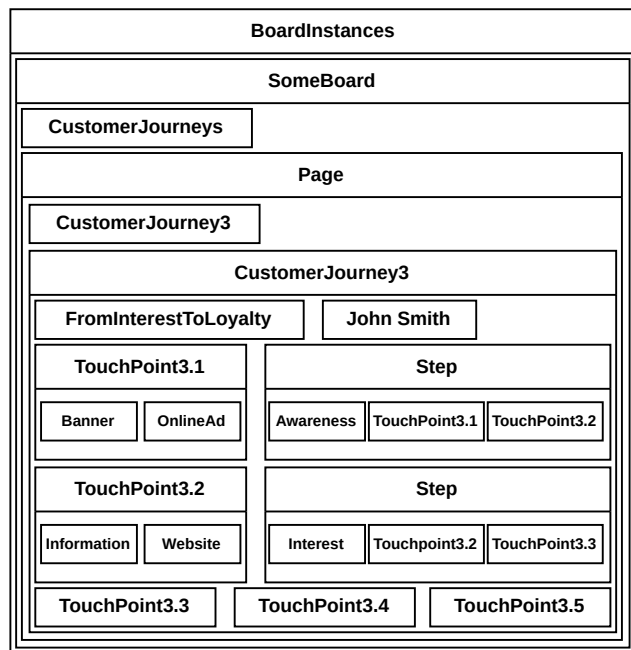 BoardInstances
SomeBoard
CustomerJourneys
Page
CustomerJourney3
CustomerJourney3
FromInterestToLoyalty John Smith
TouchPoint3.1 Step
Banner OnlineAd Awareness TouchPoint3.1 TouchPoint3.2
TouchPoint3.2 Step
Information Website Interest Touchpoint3.2 TouchPoint3.3
TouchPoint3.3 TouchPoint3.4 TouchPoint3.5